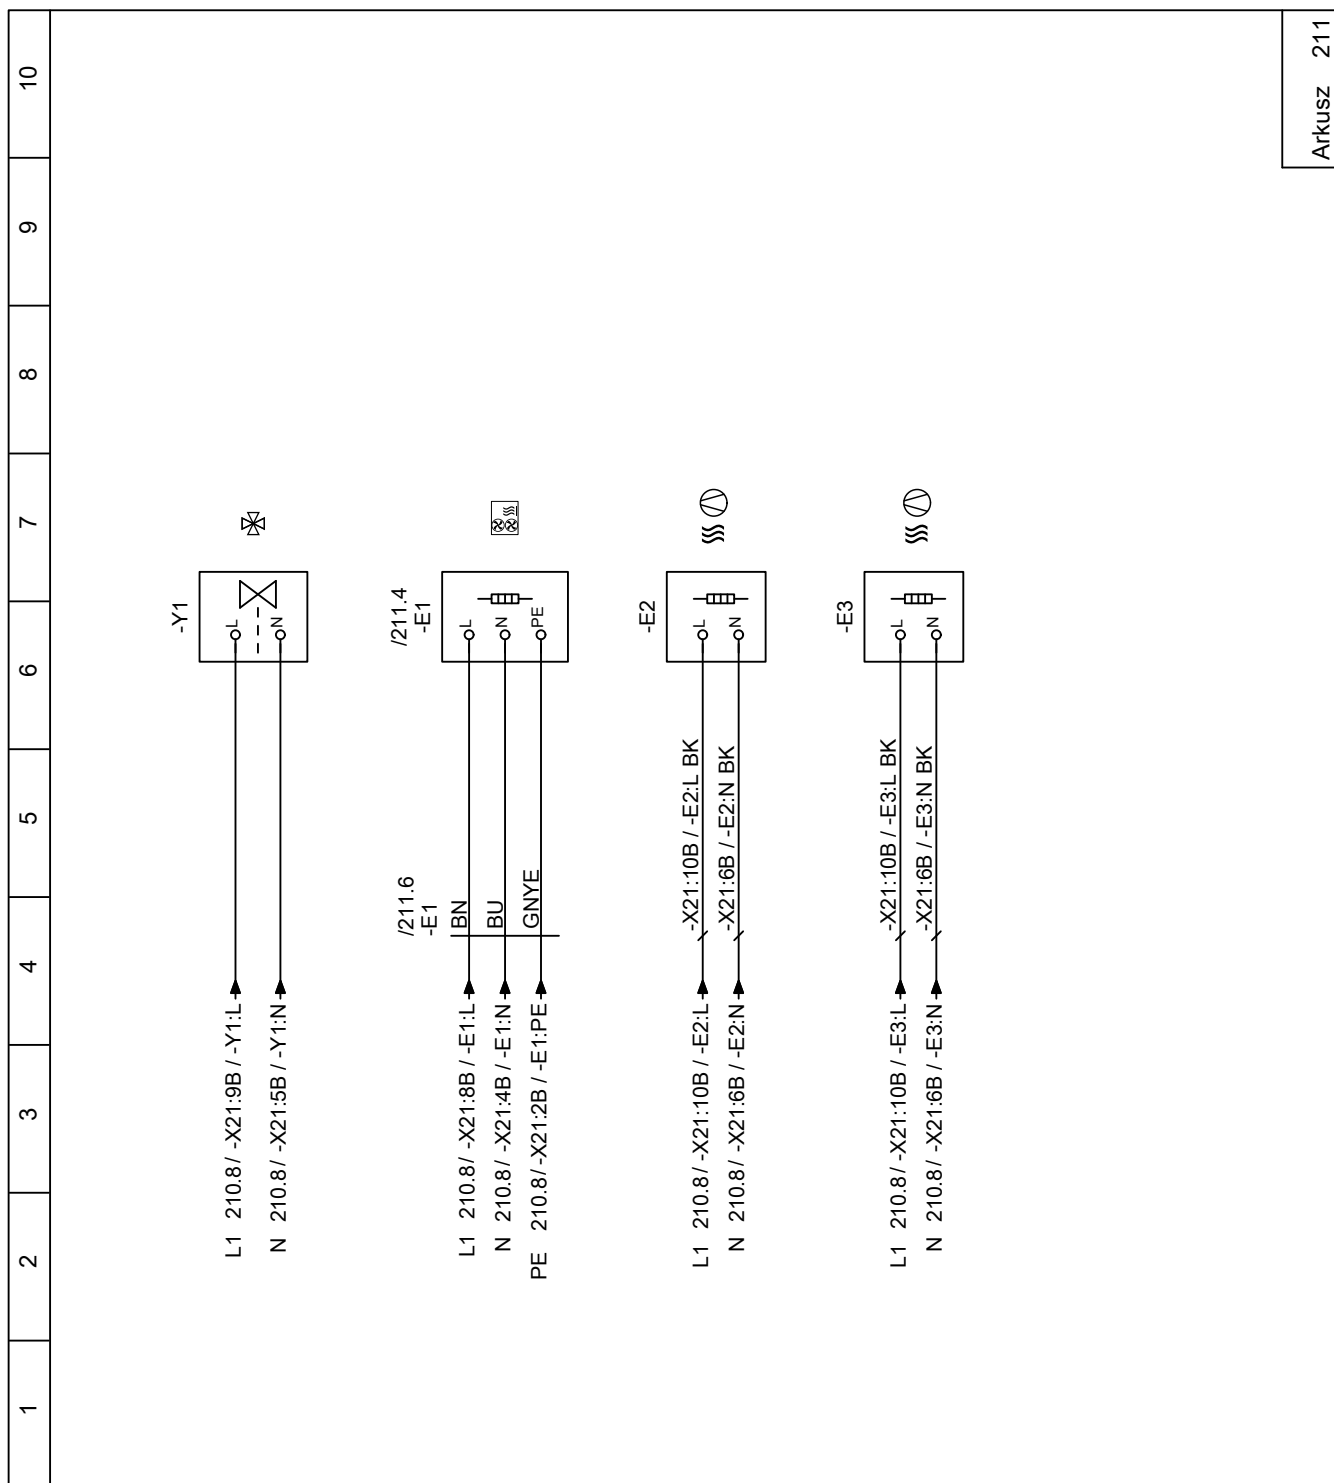 1
2
3
4
5
6
7
8
9
10
L1 210.8 / -X21:9B / -Y1:L
N 210.8 / -X21:5B / -Y1:N
-Y1
L
N
L1 210.8 / -X21:8B / -E1:L
N 210.8 / -X21:4B / -E1:N
PE 210.8 / -X21:2B / -E1:PE
/211.6
-E1
BN
BU
GNYE
/211.4
-E1
L
N
PE
L1 210.8 / -X21:10B / -E2:L
N 210.8 / -X21:6B / -E2:N
-X21:10B / -E2:L BK
-X21:6B / -E2:N BK
-E2
L
N
L1 210.8 / -X21:10B / -E3:L
N 210.8 / -X21:6B / -E3:N
-X21:10B / -E3:L BK
-X21:6B / -E3:N BK
-E3
L
N
Arkusz 211